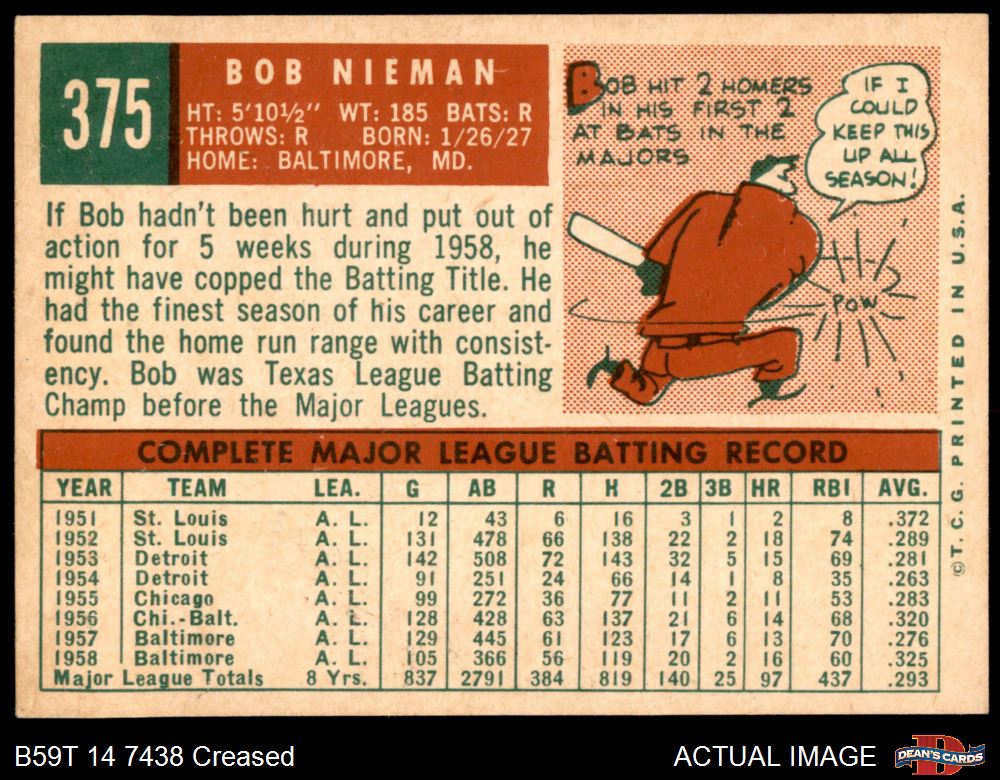 375
BOB NIEMAN
HT: 5'10½" WT: 185 BATS: R
THROWS: R BORN: 1/26/27
HOME: BALTIMORE, MD.
BOB HIT 2 HOMERS
IN HIS FIRST 2
AT BATS IN THE
MAJORS
IF I
COULD
KEEP THIS
UP ALL
SEASON!
POW
If Bob hadn't been hurt and put out of
action for 5 weeks during 1958, he
might have copped the Batting Title. He
had the finest season of his career and
found the home run range with consist-
ency. Bob was Texas League Batting
Champ before the Major Leagues.
COMPLETE MAJOR LEAGUE BATTING RECORD
YEAR TEAM LEA. G AB R H 2B 3B HR RBI AVG.
1951 St. Louis A. L. 12 43 6 16 3 1 2 8 .372
1952 St. Louis A. L. 131 478 66 138 22 2 18 74 .289
1953 Detroit A. L. 142 508 72 143 32 5 15 69 .281
1954 Detroit A. L. 91 251 24 66 14 1 8 35 .263
1955 Chicago A. L. 99 272 36 77 11 2 11 53 .283
1956 Chi.-Balt. A. L. 128 428 63 137 21 6 14 68 .320
1957 Baltimore A. L. 129 445 61 123 17 6 13 70 .276
1958 Baltimore A. L. 105 366 56 119 20 2 16 60 .325
Major League Totals 8 Yrs. 837 2791 384 819 140 25 97 437 .293
©T. C. G. PRINTED IN U.S.A.
B59T 14 7438 Creased
ACTUAL IMAGE
DEAN'S CARDS